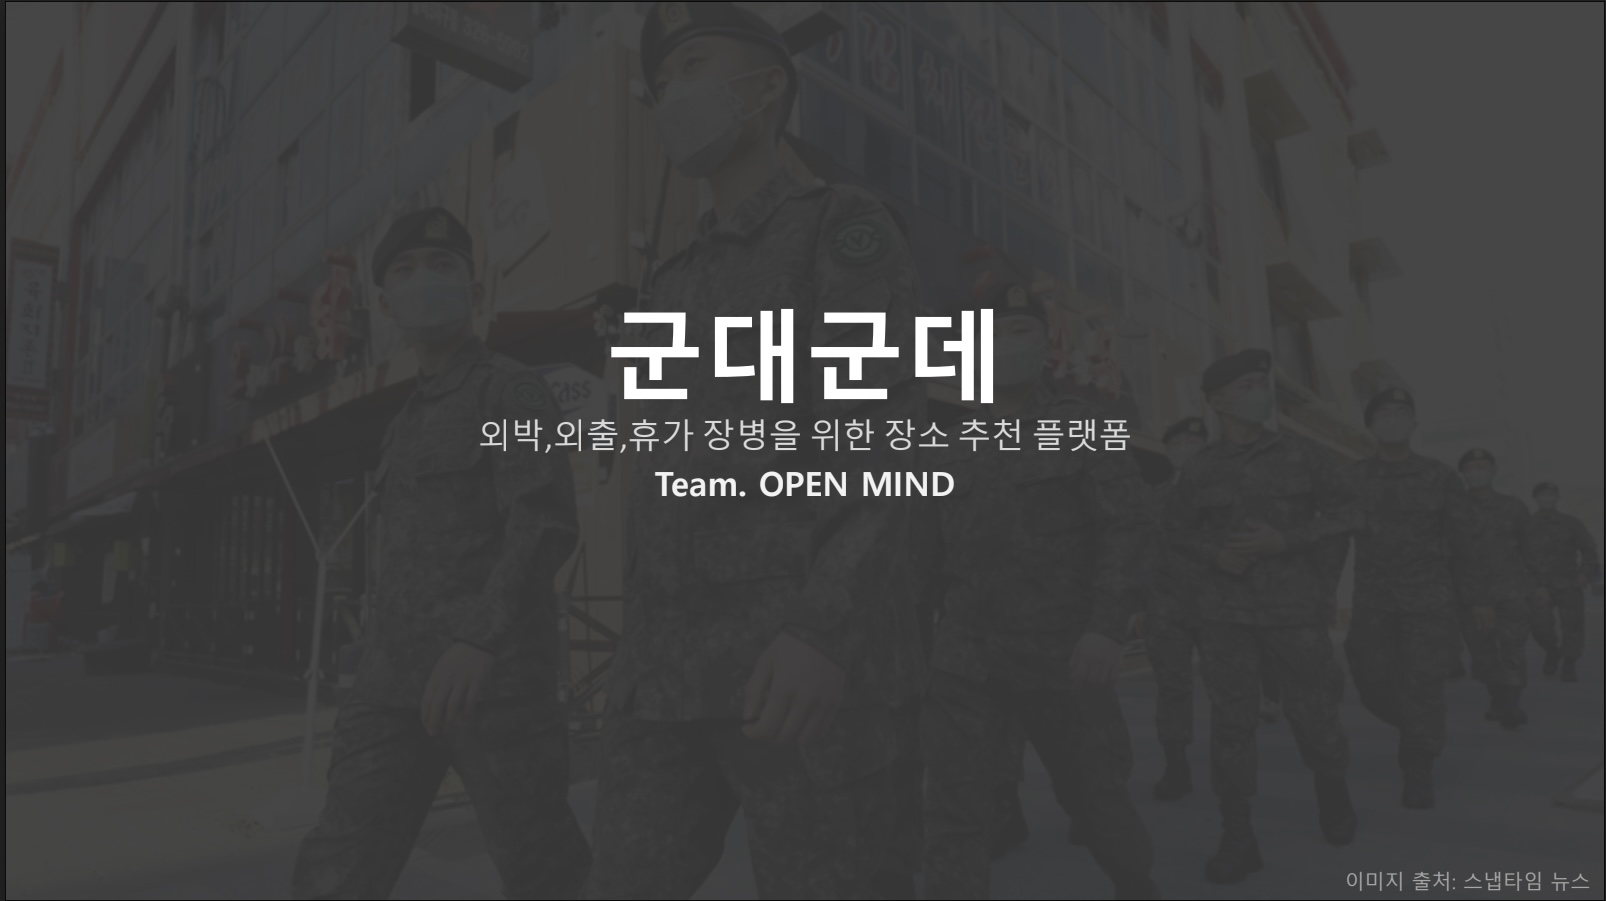 군대군데
외박,외출,휴가 장병을 위한 장소 추천 플랫폼
Team. OPEN MIND
CASS
이미지 출처: 스냅타임 뉴스